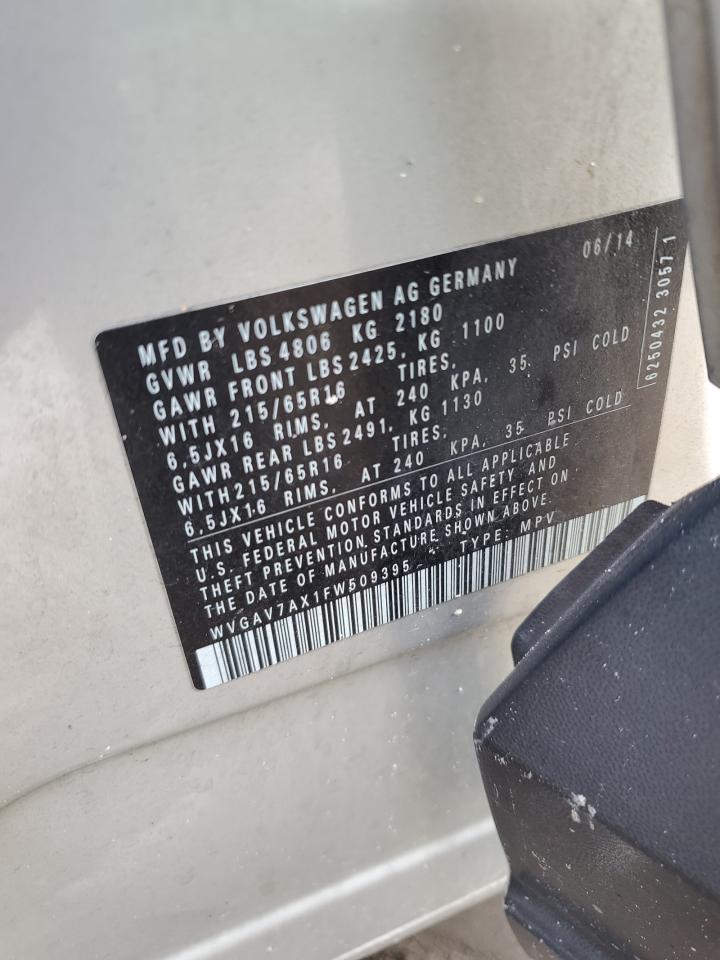 MFD BY VOLKSWAGEN AG GERMANY 06/14
GVWR LBS 4806 KG 2180
GAWR FRONT LBS 2425, KG 1100
WITH 215/65R16 TIRES,
6.5JX16 RIMS, AT 240 KPA, 35 PSI COLD
GAWR REAR LBS 2491, KG 1130
WITH 215/65R16 TIRES,
6.5JX16 RIMS, AT 240 KPA, 35 PSI COLD
THIS VEHICLE CONFORMS TO ALL APPLICABLE
U.S. FEDERAL MOTOR VEHICLE SAFETY AND
THEFT PREVENTION STANDARDS IN EFFECT ON
THE DATE OF MANUFACTURE SHOWN ABOVE.
WVGAV7AX1FW509395 TYPE: MPV
6250432 3057 1